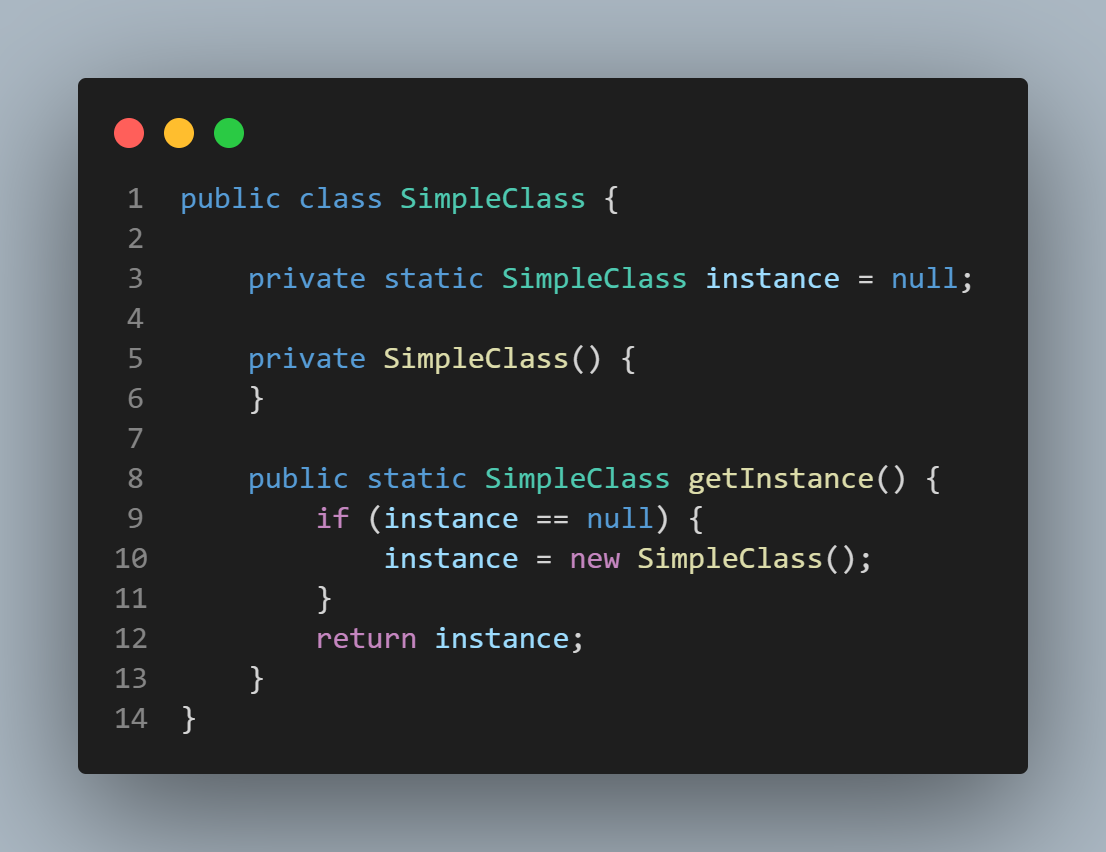 1 public class SimpleClass {
2
3     private static SimpleClass instance = null;
4
5     private SimpleClass() {
6     }
7
8     public static SimpleClass getInstance() {
9         if (instance == null) {
10             instance = new SimpleClass();
11         }
12         return instance;
13     }
14 }